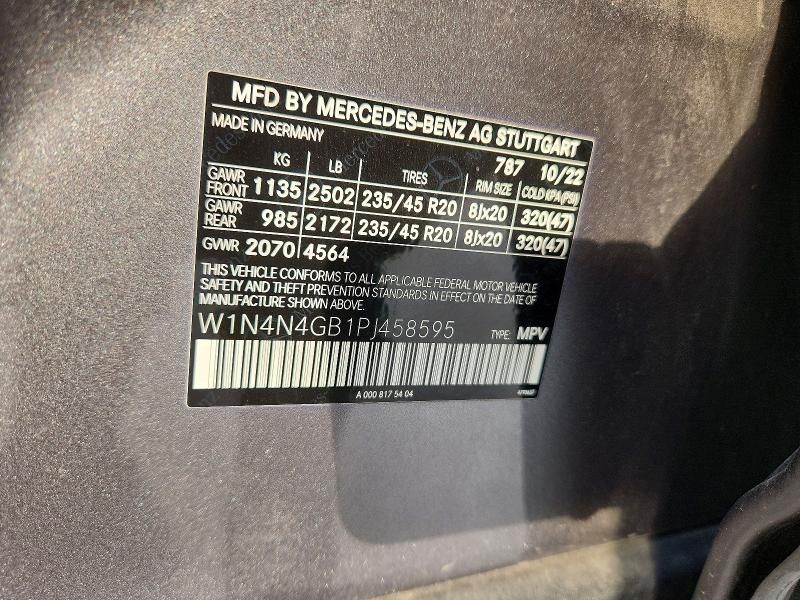 MFD BY MERCEDES-BENZ AG STUTTGART
MADE IN GERMANY 787 10/22
KG LB TIRES RIM SIZE COLD KPA(PSI)
GAWR FRONT 1135 2502 235/45 R20 8Jx20 320(47)
GAWR REAR 985 2172 235/45 R20 8Jx20 320(47)
GVWR 2070 4564
THIS VEHICLE CONFORMS TO ALL APPLICABLE FEDERAL MOTOR VEHICLE
SAFETY AND THEFT PREVENTION STANDARDS IN EFFECT ON THE DATE OF
MANUFACTURE SHOWN ABOVE.
W1N4N4GB1PJ458595 TYPE: MPV
A 000 817 54 04